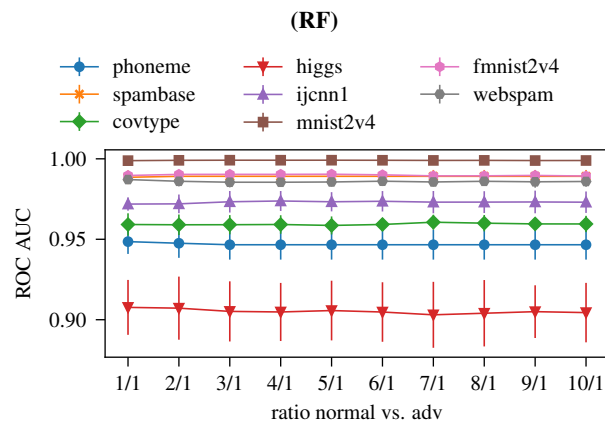 (RF)
phoneme higgs fmnist2v4
spambase ijcnn1 webspam
covtype mnist2v4
1.00
0.95
0.90
ROC AUC
1/1 2/1 3/1 4/1 5/1 6/1 7/1 8/1 9/1 10/1
ratio normal vs. adv